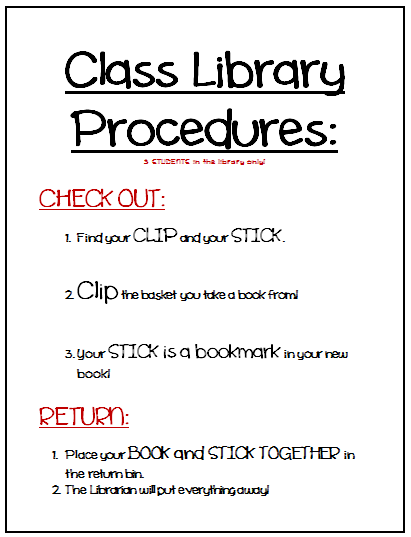 Class Library
Procedures:
3 STUDENTS in the library only!
CHECK OUT:
1. Find your CLIP and your STICK.
2. Clip the basket you take a book from!
3. Your STICK is a bookmark in your new
book!
RETURN:
1. Place your BOOK and STICK TOGETHER in
the return bin.
2. The Librarian will put everything away!